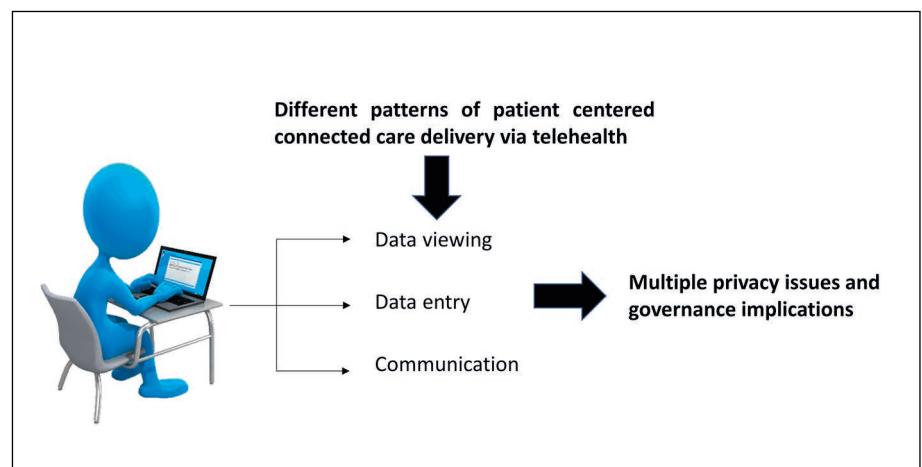 Different patterns of patient centered
connected care delivery via telehealth
Data viewing
Data entry
Communication
Multiple privacy issues and
governance implications